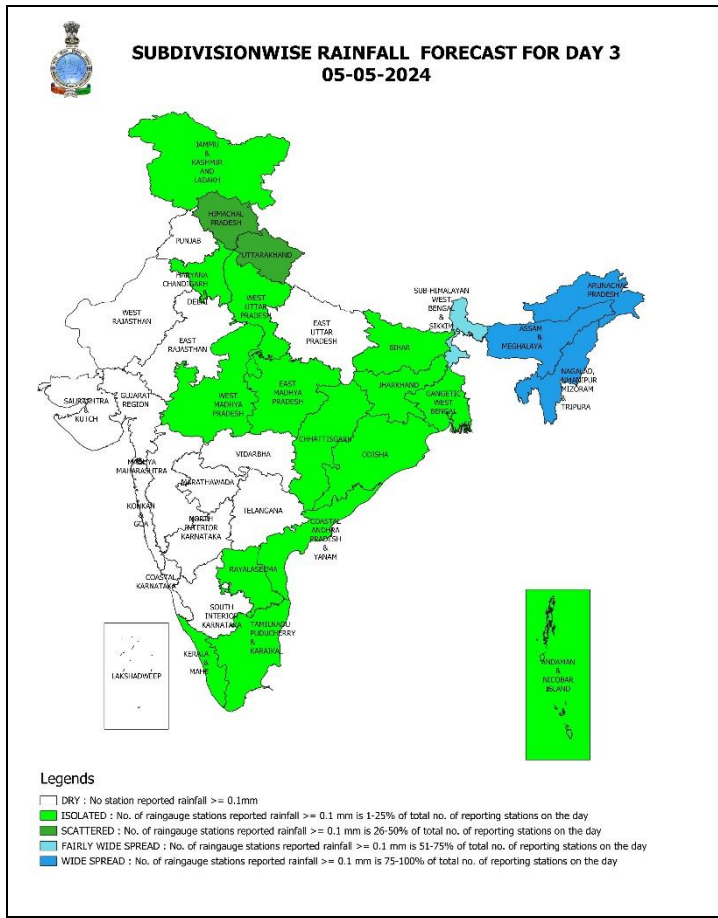 SUBDIVISIONWISE RAINFALL FORECAST FOR DAY 3
05-05-2024
JAMMU
&
KASHMIR
AND
LADAKH
HIMACHAL
PRADESH
PUNJAB
UTTARAKHAND
HARYANA
CHANDIGARH
&
DELHI
WEST
UTTAR
PRADESH
WEST
RAJASTHAN
EAST
RAJASTHAN
EAST
UTTAR
PRADESH
SUB-HIMALAYAN
WEST
BENGAL
&
SIKKIM
ARUNACHAL
PRADESH
ASSAM
&
MEGHALAYA
NAGALAD,
MANIPUR
MIZORAM
&
TRIPURA
BIHAR
JHARKHAND
GANGETIC
WEST
BENGAL
SAURASHTRA
&
KUTCH
GUJARAT
REGION
WEST
MADHYA
PRADESH
EAST
MADHYA
PRADESH
CHHATTISGARH
ODISHA
VIDARBHA
MADHYA
MAHARASHTRA
MARATHAWADA
KONKAN
&
GOA
NORTH
INTERIOR
KARNATAKA
TELANGANA
COASTAL
ANDHRA
PRADESH
&
YANAM
RAYALASEEMA
COASTAL
KARNATAKA
SOUTH
INTERIOR
KARNATAKA
TAMILNADU
PUDUCHERRY
&
KARAIKAL
KERALA
&
MAHE
LAKSHADWEEP
ANDAMAN
&
NICOBAR
ISLAND
Legends
DRY : No station reported rainfall >= 0.1mm
ISOLATED : No. of raingauge stations reported rainfall >= 0.1 mm is 1-25% of total no. of reporting stations on the day
SCATTERED : No. of raingauge stations reported rainfall >= 0.1 mm is 26-50% of total no. of reporting stations on the day
FAIRLY WIDE SPREAD : No. of raingauge stations reported rainfall >= 0.1 mm is 51-75% of total no. of reporting stations on the day
WIDE SPREAD : No. of raingauge stations reported rainfall >= 0.1 mm is 75-100% of total no. of reporting stations on the day